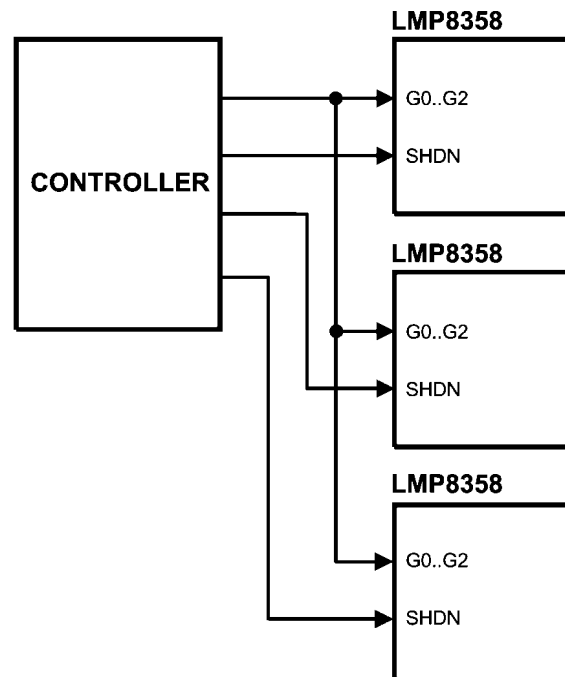 LMP8358
G0..G2
SHDN
CONTROLLER
LMP8358
G0..G2
SHDN
LMP8358
G0..G2
SHDN